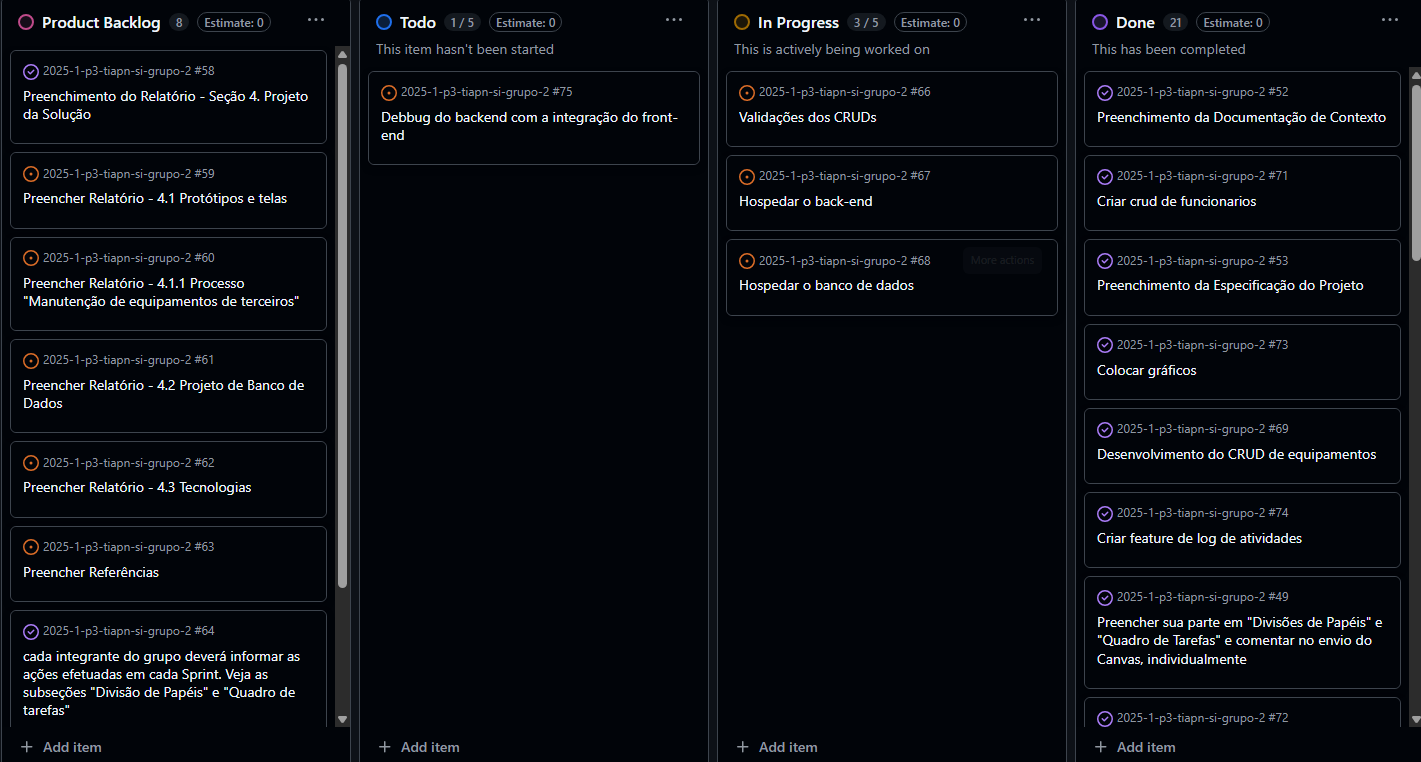 Product Backlog 8 Estimate: 0 ...
2025-1-p3-tiapn-si-grupo-2 #58
Preenchimento do Relatório - Seção 4. Projeto
da Solução
2025-1-p3-tiapn-si-grupo-2 #59
Preencher Relatório - 4.1 Protótipos e telas
2025-1-p3-tiapn-si-grupo-2 #60
Preencher Relatório - 4.1.1 Processo
"Manutenção de equipamentos de terceiros"
2025-1-p3-tiapn-si-grupo-2 #61
Preencher Relatório - 4.2 Projeto de Banco de
Dados
2025-1-p3-tiapn-si-grupo-2 #62
Preencher Relatório - 4.3 Tecnologias
2025-1-p3-tiapn-si-grupo-2 #63
Preencher Referências
2025-1-p3-tiapn-si-grupo-2 #64
cada integrante do grupo deverá informar as
ações efetuadas em cada Sprint. Veja as
subseções "Divisão de Papéis" e "Quadro de
tarefas"
+ Add item
Todo 1 / 5 Estimate: 0 ...
This item hasn't been started
2025-1-p3-tiapn-si-grupo-2 #75
Debbug do backend com a integração do front-
end
+ Add item
In Progress 3 / 5 Estimate: 0 ...
This is actively being worked on
2025-1-p3-tiapn-si-grupo-2 #66
Validações dos CRUDs
2025-1-p3-tiapn-si-grupo-2 #67
Hospedar o back-end
2025-1-p3-tiapn-si-grupo-2 #68 More actions
Hospedar o banco de dados
+ Add item
Done 21 Estimate: 0 ...
This has been completed
2025-1-p3-tiapn-si-grupo-2 #52
Preenchimento da Documentação de Contexto
2025-1-p3-tiapn-si-grupo-2 #71
Criar crud de funcionarios
2025-1-p3-tiapn-si-grupo-2 #53
Preenchimento da Especificação do Projeto
2025-1-p3-tiapn-si-grupo-2 #73
Colocar gráficos
2025-1-p3-tiapn-si-grupo-2 #69
Desenvolvimento do CRUD de equipamentos
2025-1-p3-tiapn-si-grupo-2 #74
Criar feature de log de atividades
2025-1-p3-tiapn-si-grupo-2 #49
Preencher sua parte em "Divisões de Papéis" e
"Quadro de Tarefas" e comentar no envio do
Canvas, individualmente
2025-1-p3-tiapn-si-grupo-2 #72
+ Add item